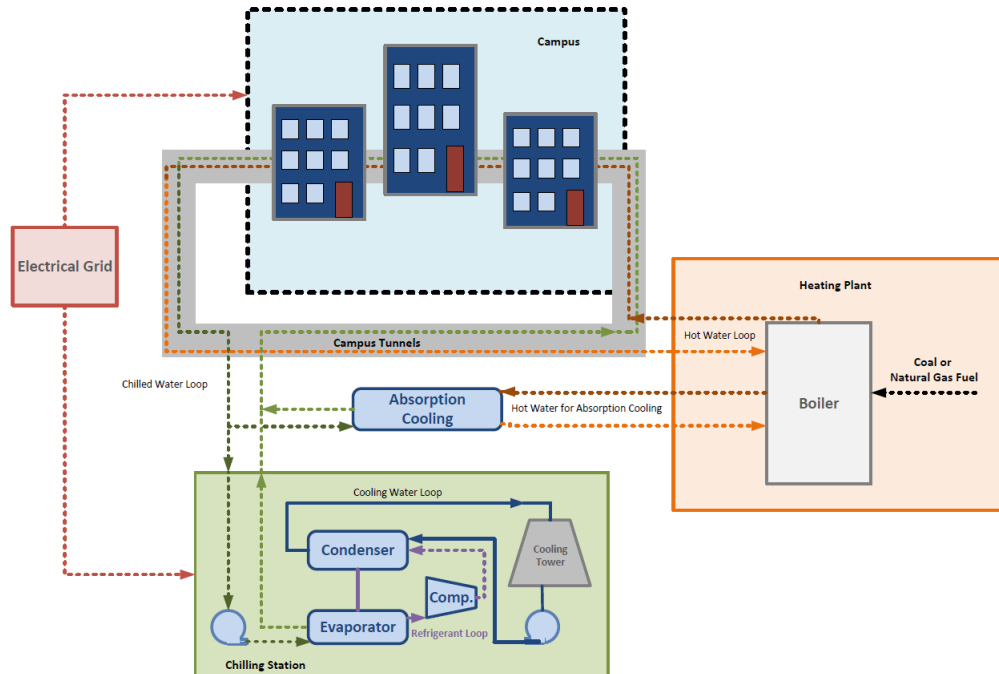 Campus
Electrical Grid
Heating Plant
Campus Tunnels
Hot Water Loop
Coal or
Natural Gas Fuel
Chilled Water Loop
Absorption
Cooling
Hot Water for Absorption Cooling
Boiler
Cooling Water Loop
Condenser
Cooling
Tower
Comp.
Evaporator
Refrigerant Loop
Chilling Station